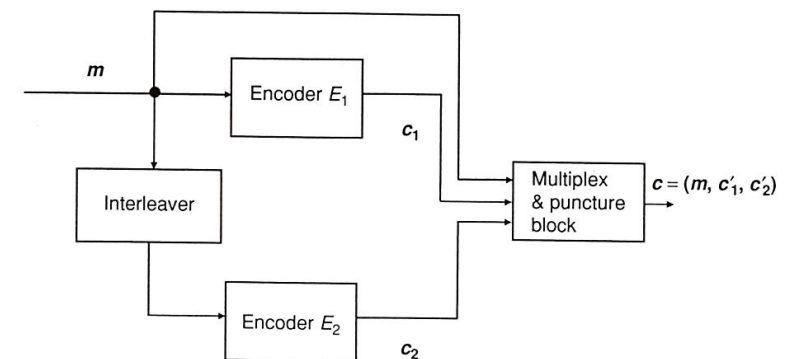 m
Encoder E₁
c₁
Interleaver
Multiplex
& puncture
block
c = (m, c′₁, c′₂)
Encoder E₂
c₂